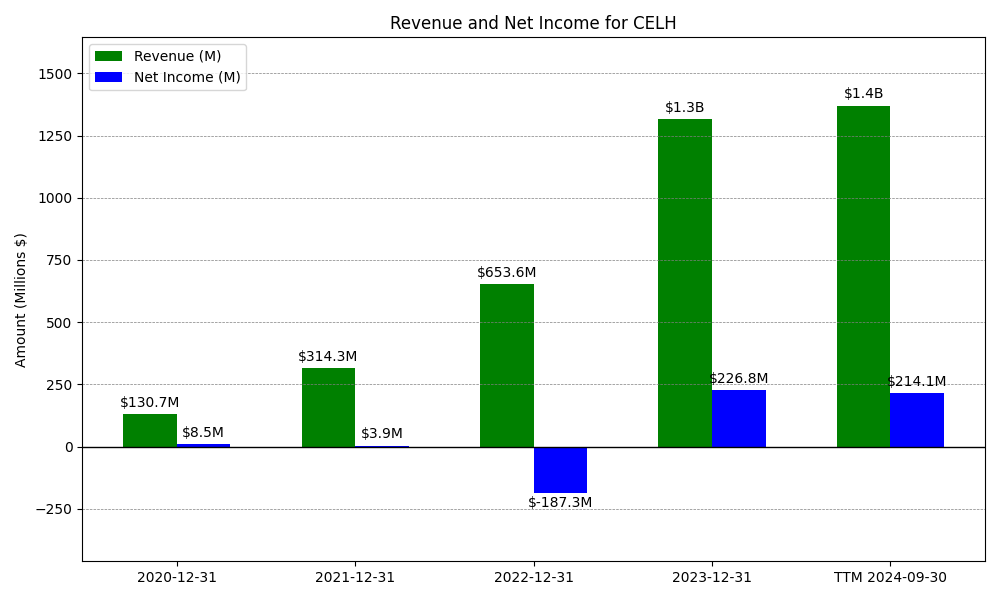 Revenue and Net Income for CELH
Revenue (M)
Net Income (M)
Amount (Millions $)
1500
1250
1000
750
500
250
0
−250
$130.7M
$8.5M
$314.3M
$3.9M
$653.6M
$-187.3M
$1.3B
$226.8M
$1.4B
$214.1M
2020-12-31
2021-12-31
2022-12-31
2023-12-31
TTM 2024-09-30